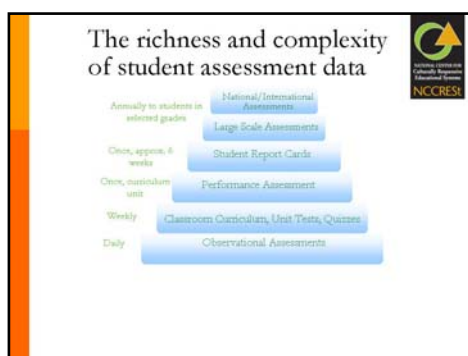 The richness and complexity
of student assessment data
NATIONAL CENTER FOR
Culturally Responsive
Educational Systems
NCCRESt
Annually to students in
selected grades
National/International
Assessments
Large Scale Assessments
Once, approx. 6
weeks
Student Report Cards
Once, curriculum
unit
Performance Assessment
Weekly
Classroom Curriculum, Unit Tests, Quizzes
Daily
Observational Assessments